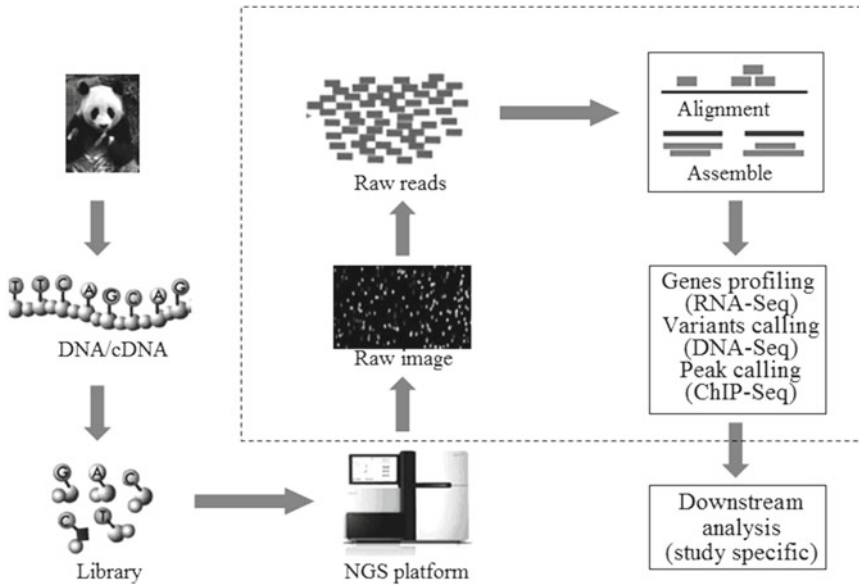 T T C A G C A G
DNA/cDNA
G A C
C T
Library
NGS platform
Raw image
Raw reads
Alignment
Assemble
Genes profiling
(RNA-Seq)
Variants calling
(DNA-Seq)
Peak calling
(ChIP-Seq)
Downstream
analysis
(study specific)